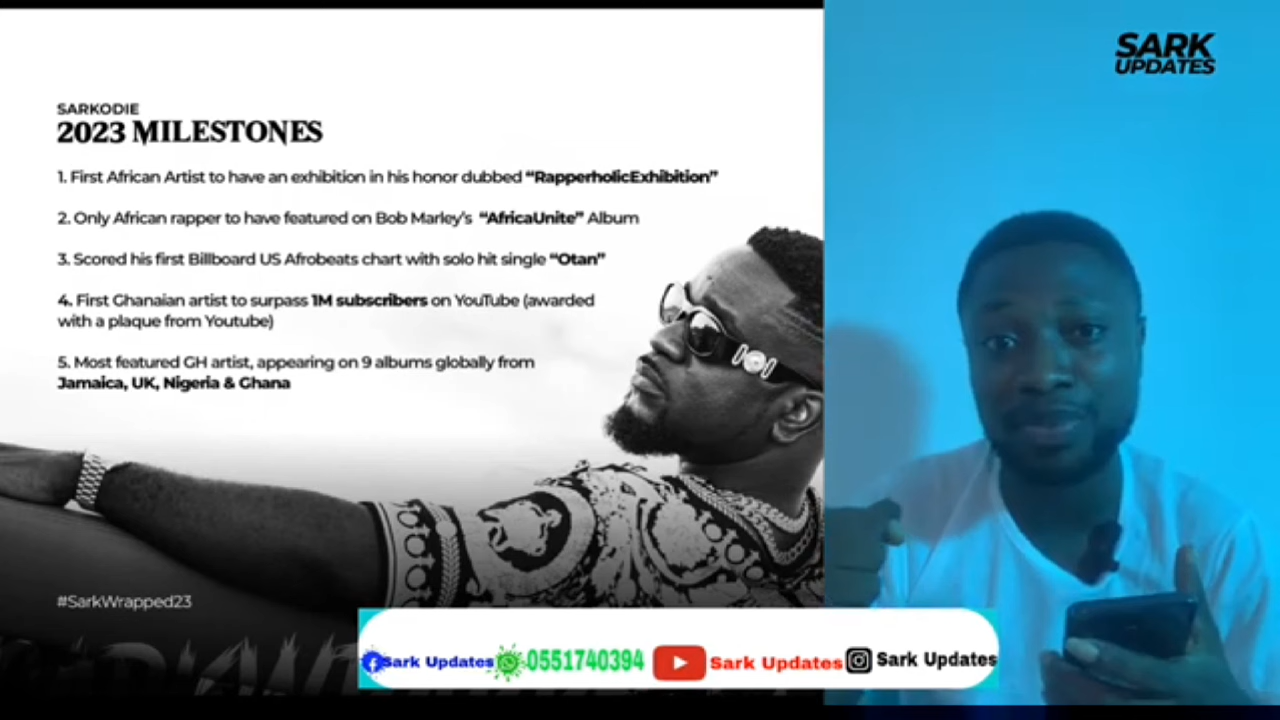 SARK
UPDATES
SARKODIE
2023 MILESTONES
1. First African Artist to have an exhibition in his honor dubbed “RapperholicExhibition”
2. Only African rapper to have featured on Bob Marley’s “AfricaUnite” Album
3. Scored his first Billboard US Afrobeats chart with solo hit single “Otan”
4. First Ghanaian artist to surpass 1M subscribers on YouTube (awarded
with a plaque from Youtube)
5. Most featured GH artist, appearing on 9 albums globally from
Jamaica, UK, Nigeria & Ghana
#SarkWrapped23
Sark Updates 0551740394 Sark Updates Sark Updates